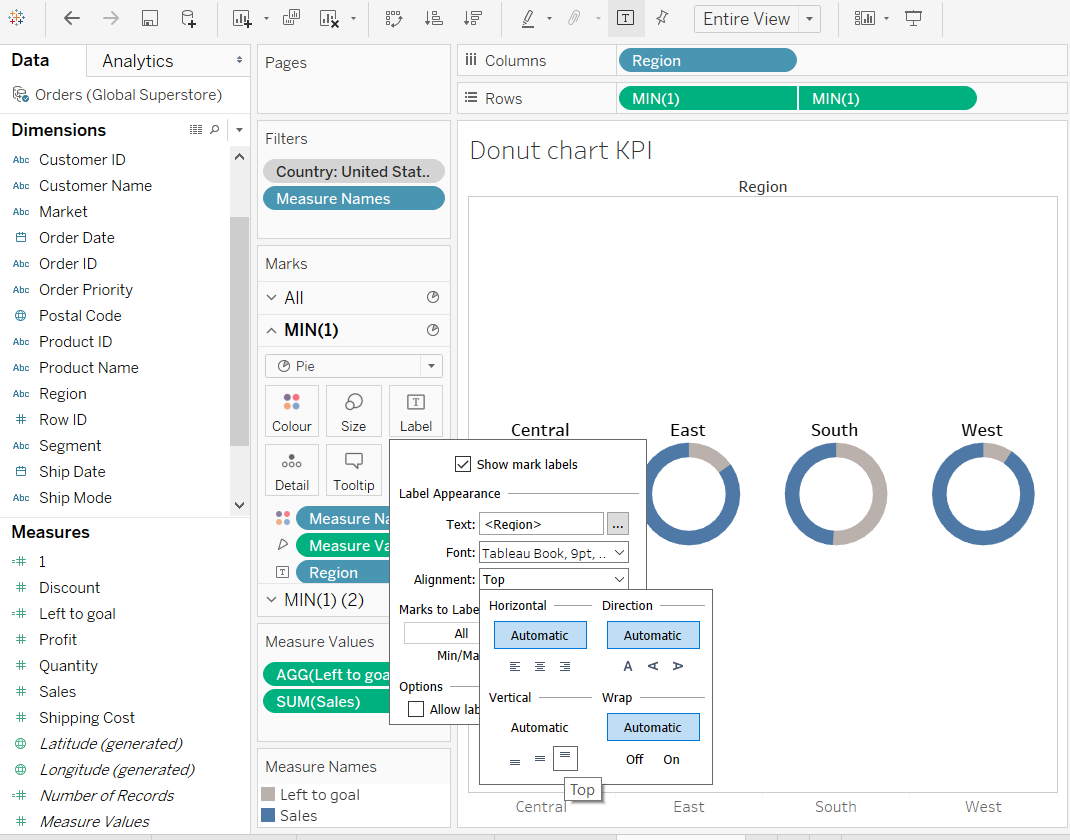 Entire View
Data
Analytics
Orders (Global Superstore)
Dimensions
Abc Customer ID
Abc Customer Name
Abc Market
Order Date
Abc Order ID
Abc Order Priority
Postal Code
Abc Product ID
Abc Product Name
Abc Region
# Row ID
Abc Segment
Ship Date
Abc Ship Mode
Measures
=# 1
# Discount
=# Left to goal
# Profit
# Quantity
# Sales
# Shipping Cost
Latitude (generated)
Longitude (generated)
=# Number of Records
# Measure Values
Pages
Filters
Country: United Stat..
Measure Names
Marks
All
MIN(1)
Pie
Colour
Size
T
Label
Detail
Tooltip
Measure Na
Measure Va
T Region
MIN(1) (2)
Measure Values
AGG(Left to goa
SUM(Sales)
Measure Names
Left to goal
Sales
Columns
Region
Rows
MIN(1)
MIN(1)
Donut chart KPI
Region
Central
East
South
West
Show mark labels
Label Appearance
Text: <Region> ...
Font: Tableau Book, 9pt, ..
Alignment: Top
Marks to Labe
All
Min/Ma
Options
Allow lab
Horizontal
Direction
Automatic
Automatic
A A A
Vertical
Wrap
Automatic
Automatic
Off
On
Top
Central
East
South
West